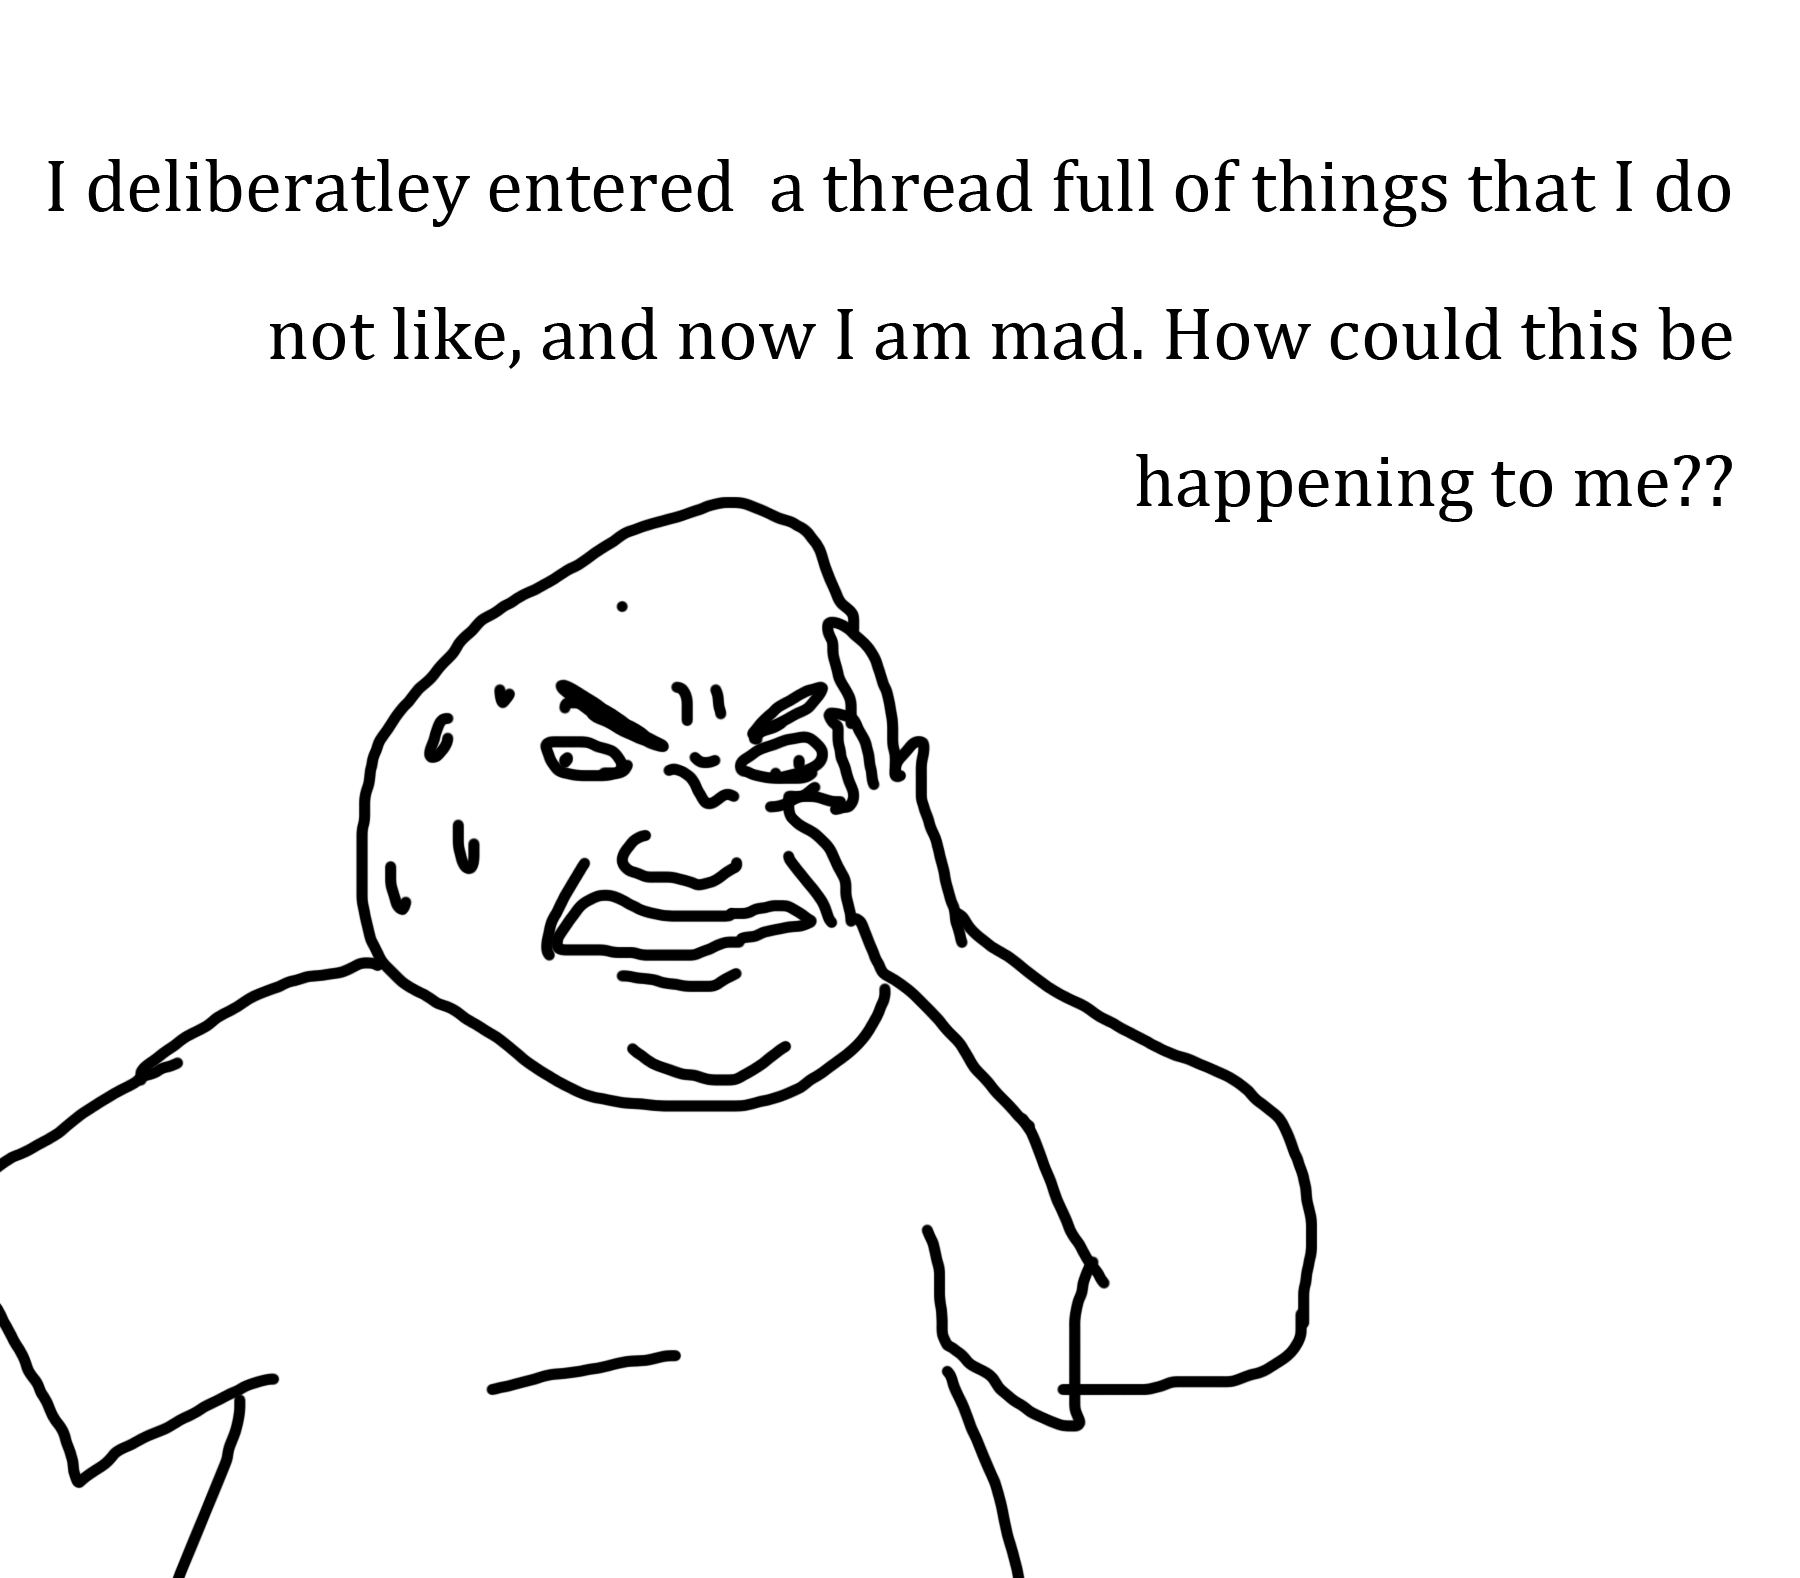 I deliberatley entered  a thread full of things that I do
not like, and now I am mad. How could this be
happening to me??